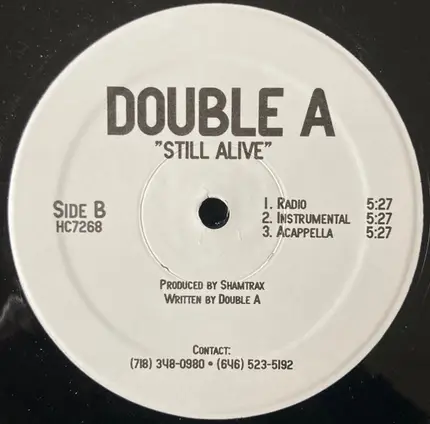 DOUBLE A
"STILL ALIVE"
SIDE B
HC7268
1. RADIO 5:27
2. INSTRUMENTAL 5:27
3. ACAPPELLA 5:27
PRODUCED BY SHAMTRAX
WRITTEN BY DOUBLE A
CONTACT:
(718) 348-0980 • (646) 523-5192